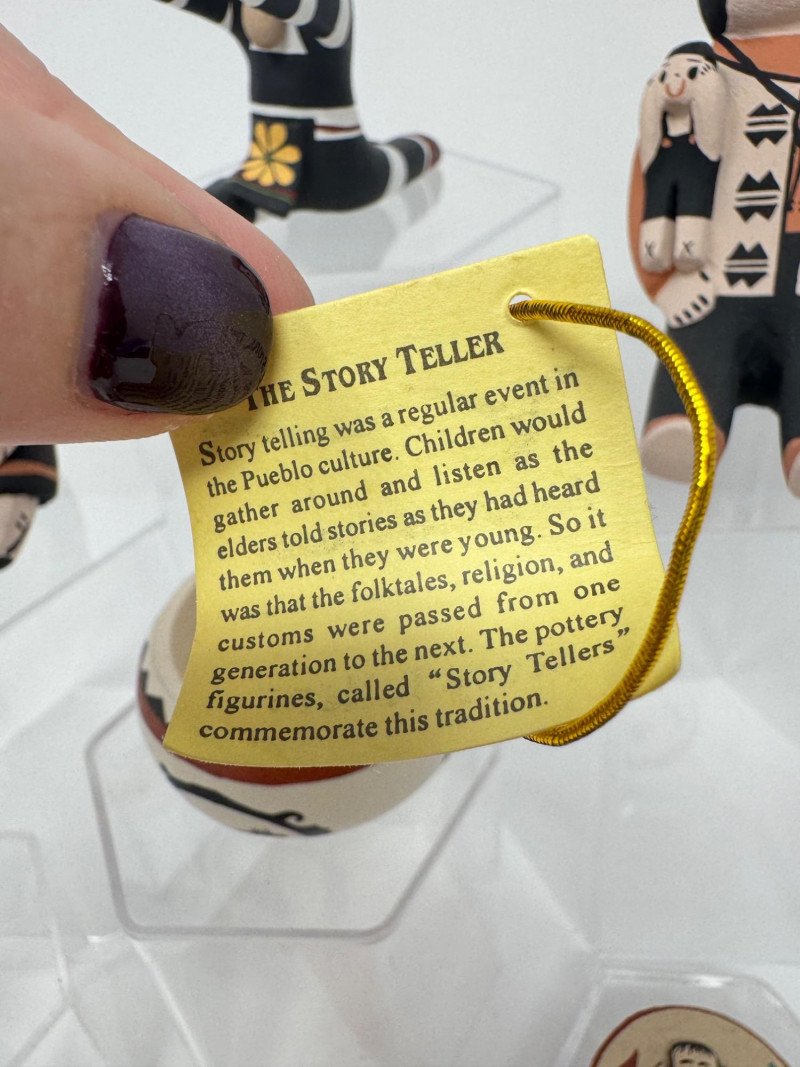 THE STORY TELLER
Story telling was a regular event in
the Pueblo culture. Children would
gather around and listen as the
elders told stories as they had heard
them when they were young. So it
was that the folktales, religion, and
customs were passed from one
generation to the next. The pottery
figurines, called “Story Tellers”
commemorate this tradition.